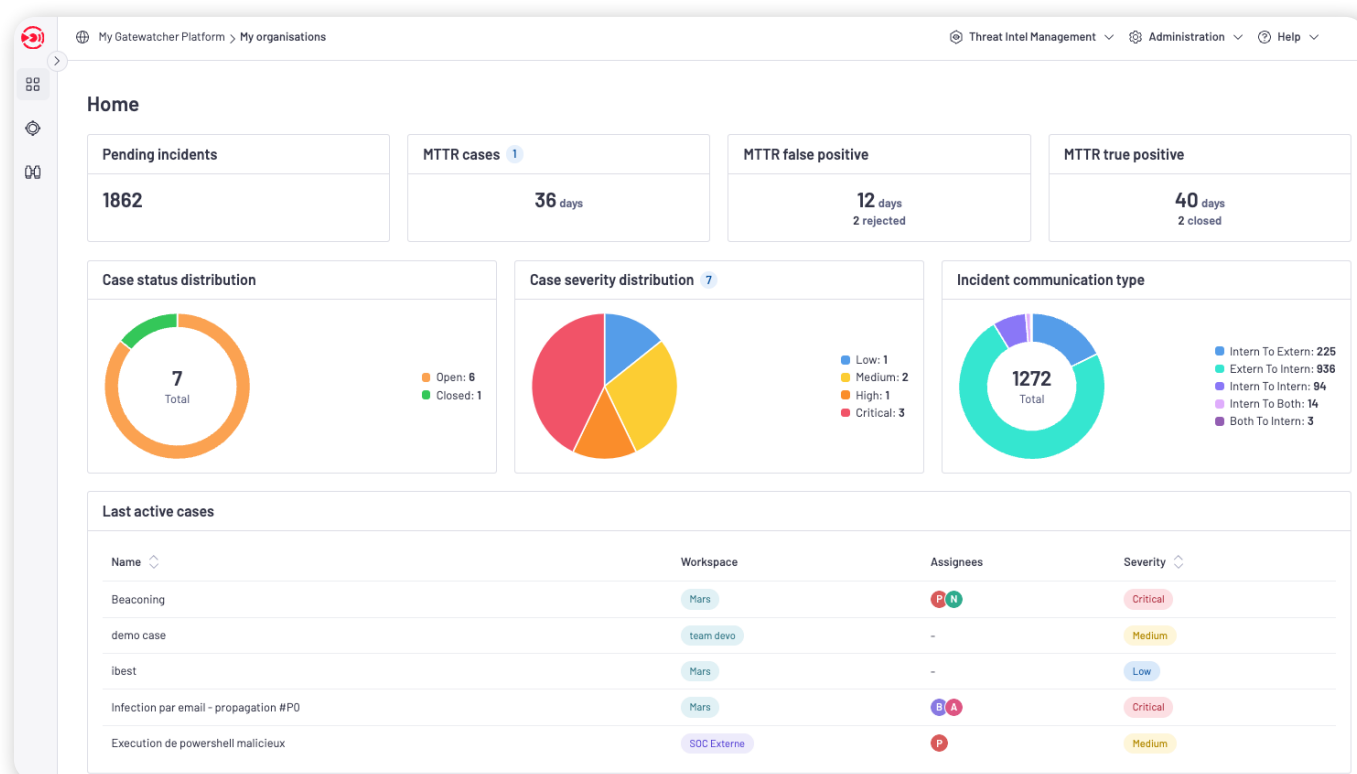 My Gatewatcher Platform > My organisations
Threat Intel Management
Administration
Help
Home
Pending incidents
1862
MTTR cases 1
36 days
MTTR false positive
12 days
2 rejected
MTTR true positive
40 days
2 closed
Case status distribution
7
Total
Open: 6
Closed: 1
Case severity distribution 7
Low: 1
Medium: 2
High: 1
Critical: 3
Incident communication type
1272
Total
Intern To Extern: 225
Extern To Intern: 936
Intern To Intern: 94
Intern To Both: 14
Both To Intern: 3
Last active cases
Name Workspace Assignees Severity
Beaconing Mars P N Critical
demo case team devo - Medium
ibest Mars - Low
Infection par email - propagation #P0 Mars B A Critical
Execution de powershell malicieux SOC Externe P Medium